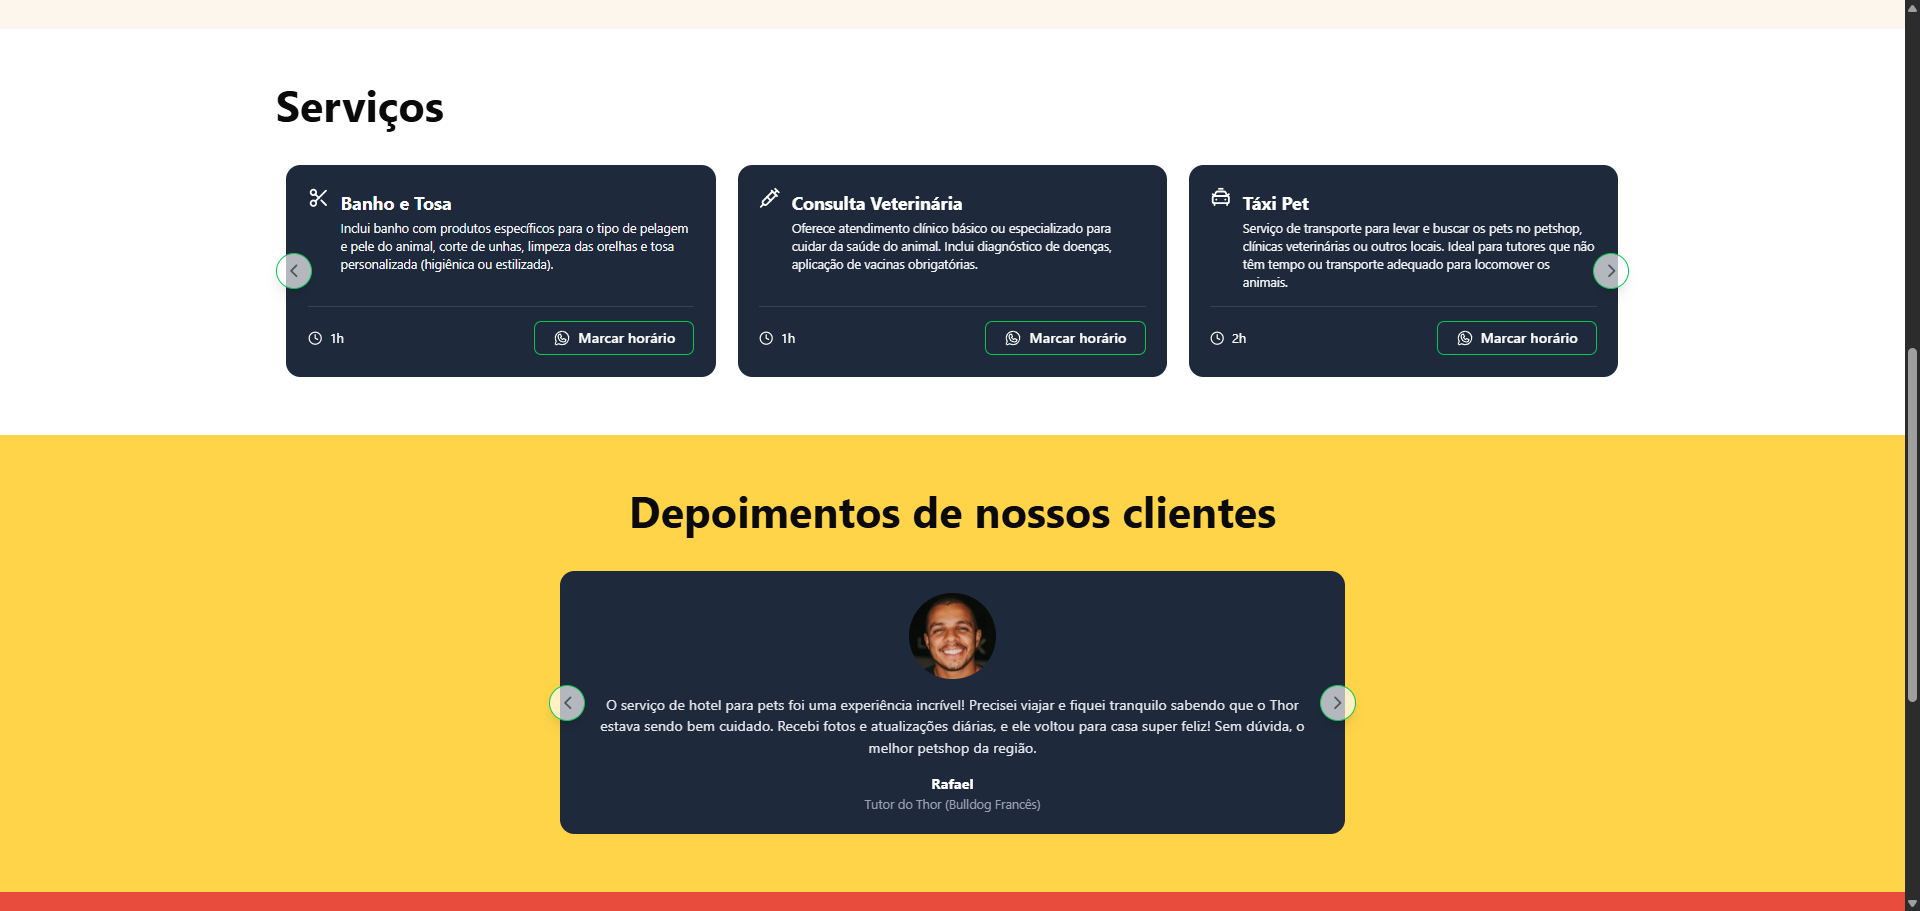 Serviços
Banho e Tosa
Inclui banho com produtos específicos para o tipo de pelagem
e pele do animal, corte de unhas, limpeza das orelhas e tosa
personalizada (higiênica ou estilizada).
1h
Marcar horário
Consulta Veterinária
Oferece atendimento clínico básico ou especializado para
cuidar da saúde do animal. Inclui diagnóstico de doenças,
aplicação de vacinas obrigatórias.
1h
Marcar horário
Táxi Pet
Serviço de transporte para levar e buscar os pets no petshop,
clínicas veterinárias ou outros locais. Ideal para tutores que não
têm tempo ou transporte adequado para locomover os
animais.
2h
Marcar horário
Depoimentos de nossos clientes
O serviço de hotel para pets foi uma experiência incrível! Precisei viajar e fiquei tranquilo sabendo que o Thor
estava sendo bem cuidado. Recebi fotos e atualizações diárias, e ele voltou para casa super feliz! Sem dúvida, o
melhor petshop da região.
Rafael
Tutor do Thor (Bulldog Francês)